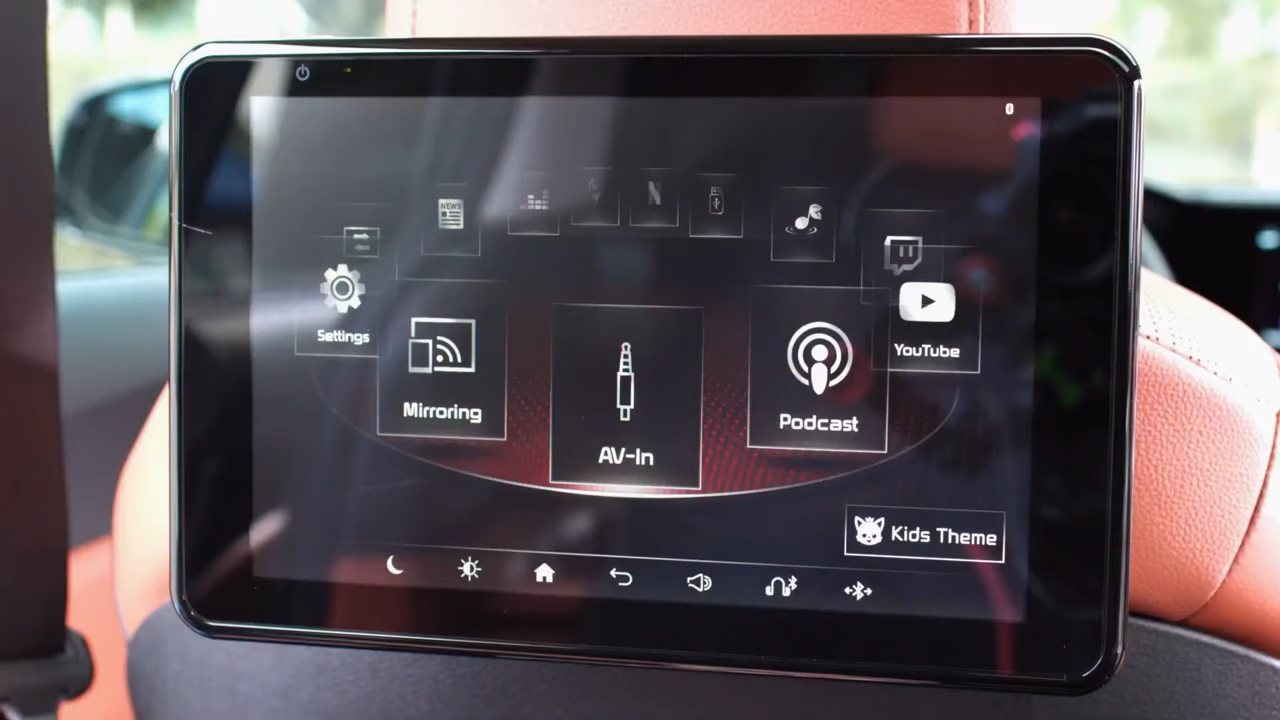 NEWS
N
Settings
YouTube
Mirroring
Podcast
AV-In
Kids Theme